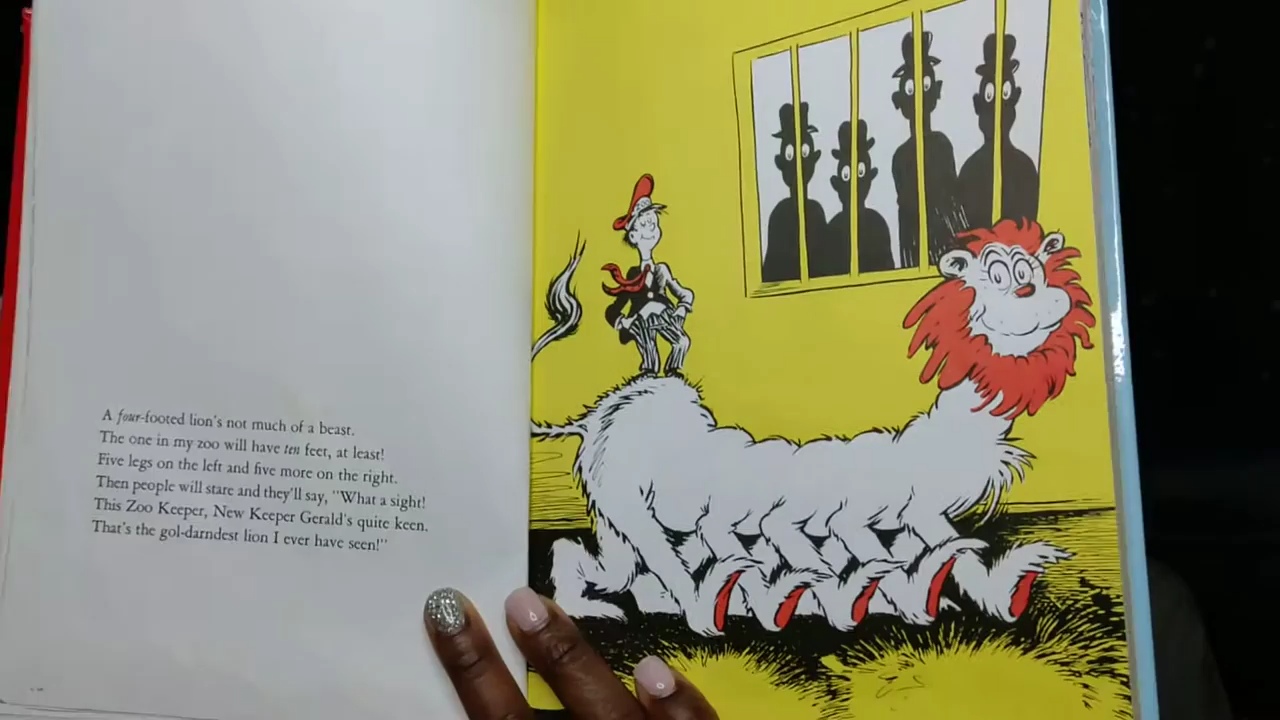 A four-footed lion's not much of a beast.
The one in my zoo will have ten feet, at least!
Five legs on the left and five more on the right.
Then people will stare and they'll say, "What a sight!
This Zoo Keeper, New Keeper Gerald's quite keen.
That's the gol-darndest lion I ever have seen!"